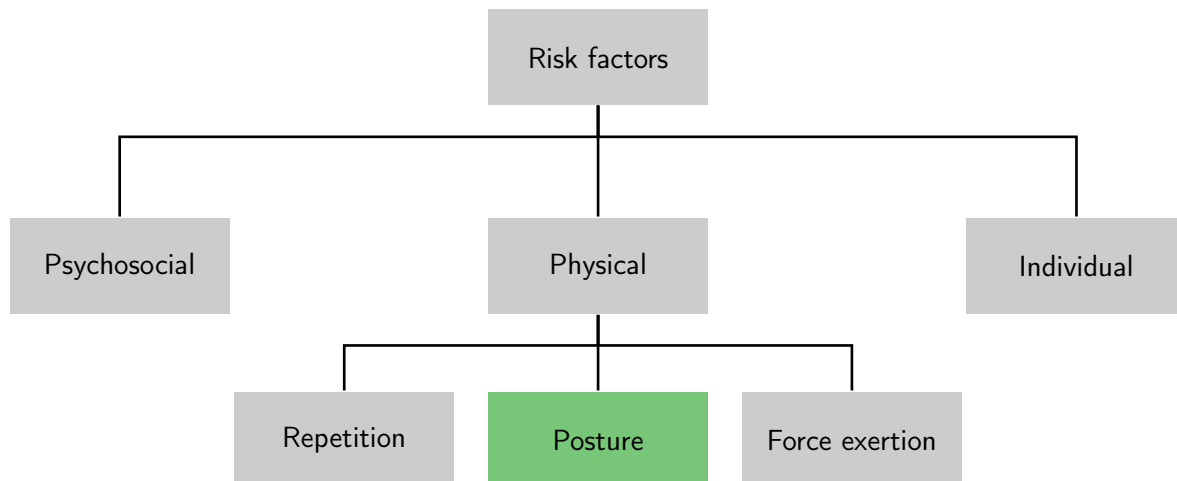 Risk factors
Psychosocial
Physical
Individual
Repetition
Posture
Force exertion